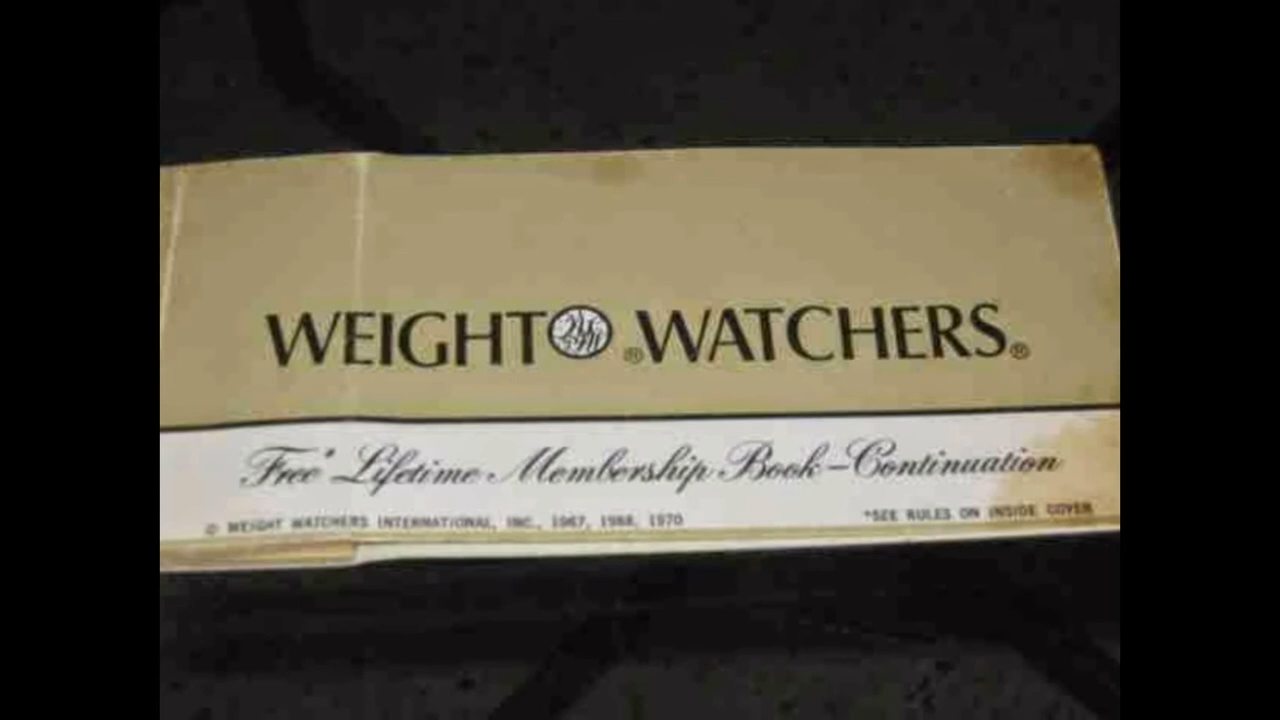 WEIGHT ® WATCHERS®
Free* Lifetime Membership Book-Continuation
© WEIGHT WATCHERS INTERNATIONAL, INC., 1967, 1968, 1970
*SEE RULES ON INSIDE COVER